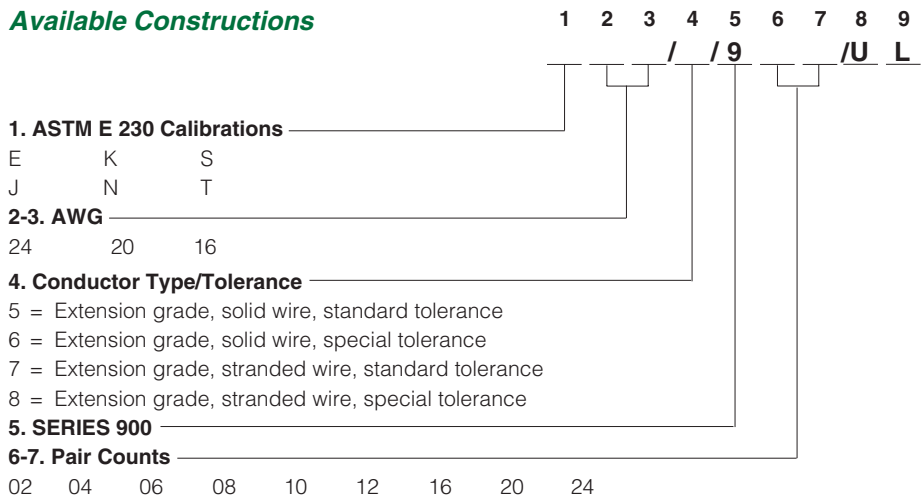 Available Constructions 1 2 3 4 5 6 7 8 9
/ / 9 /U L
1. ASTM E 230 Calibrations
E K S
J N T
2-3. AWG
24 20 16
4. Conductor Type/Tolerance
5 = Extension grade, solid wire, standard tolerance
6 = Extension grade, solid wire, special tolerance
7 = Extension grade, stranded wire, standard tolerance
8 = Extension grade, stranded wire, special tolerance
5. SERIES 900
6-7. Pair Counts
02 04 06 08 10 12 16 20 24